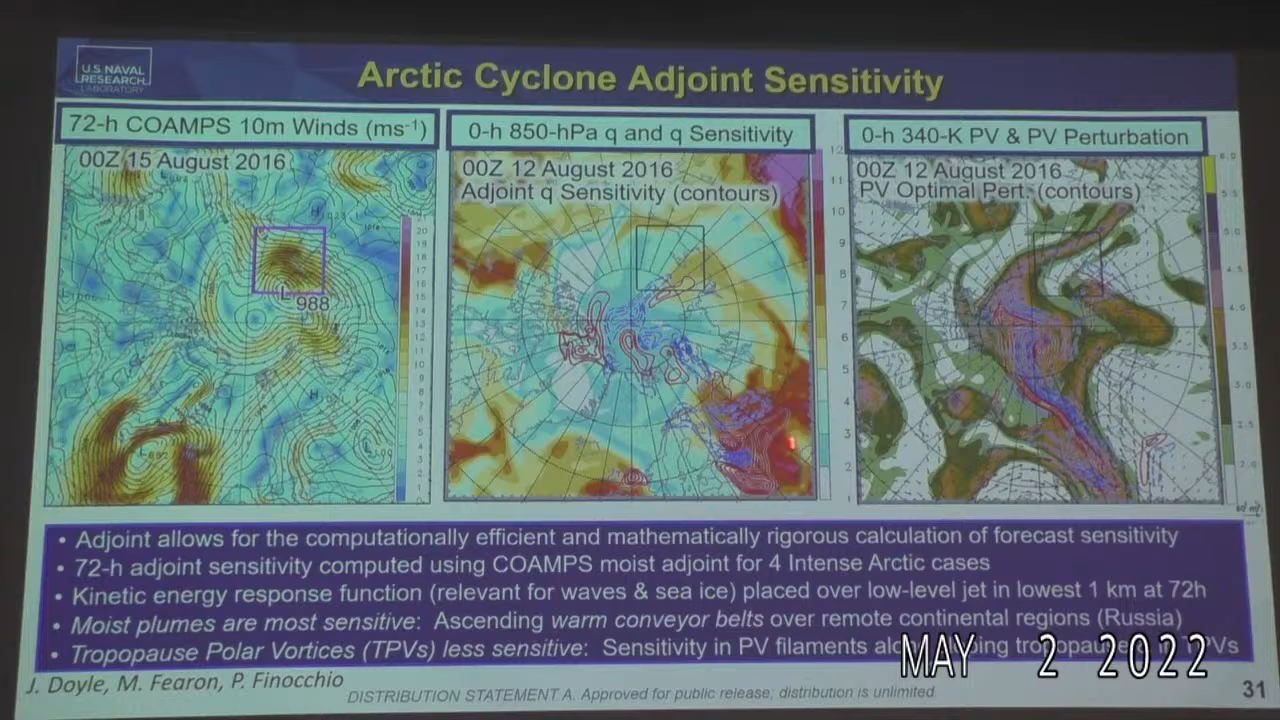 U.S. NAVAL
RESEARCH
LABORATORY
Arctic Cyclone Adjoint Sensitivity
72-h COAMPS 10m Winds (ms⁻¹)
00Z 15 August 2016
L 988
0-h 850-hPa q and q Sensitivity
00Z 12 August 2016
Adjoint q Sensitivity (contours)
0-h 340-K PV & PV Perturbation
00Z 12 August 2016
PV Optimal Pert. (contours)
• Adjoint allows for the computationally efficient and mathematically rigorous calculation of forecast sensitivity
• 72-h adjoint sensitivity computed using COAMPS moist adjoint for 4 Intense Arctic cases
• Kinetic energy response function (relevant for waves & sea ice) placed over low-level jet in lowest 1 km at 72h
• Moist plumes are most sensitive: Ascending warm conveyor belts over remote continental regions (Russia)
• Tropopause Polar Vortices (TPVs) less sensitive: Sensitivity in PV filaments
MAY 2 2022
J. Doyle, M. Fearon, P. Finocchio
DISTRIBUTION STATEMENT A. Approved for public release; distribution is unlimited.
31